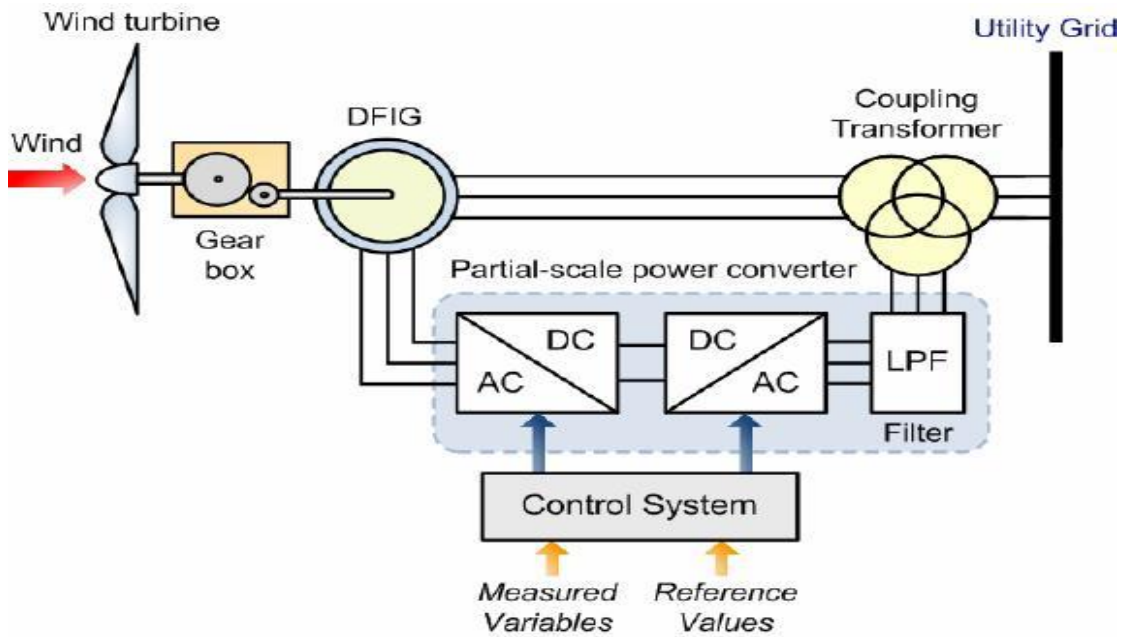 Wind turbine
Utility Grid
DFIG
Coupling
Transformer
Wind
Gear
box
Partial-scale power converter
DC
AC
DC
AC
LPF
Filter
Control System
Measured
Variables
Reference
Values